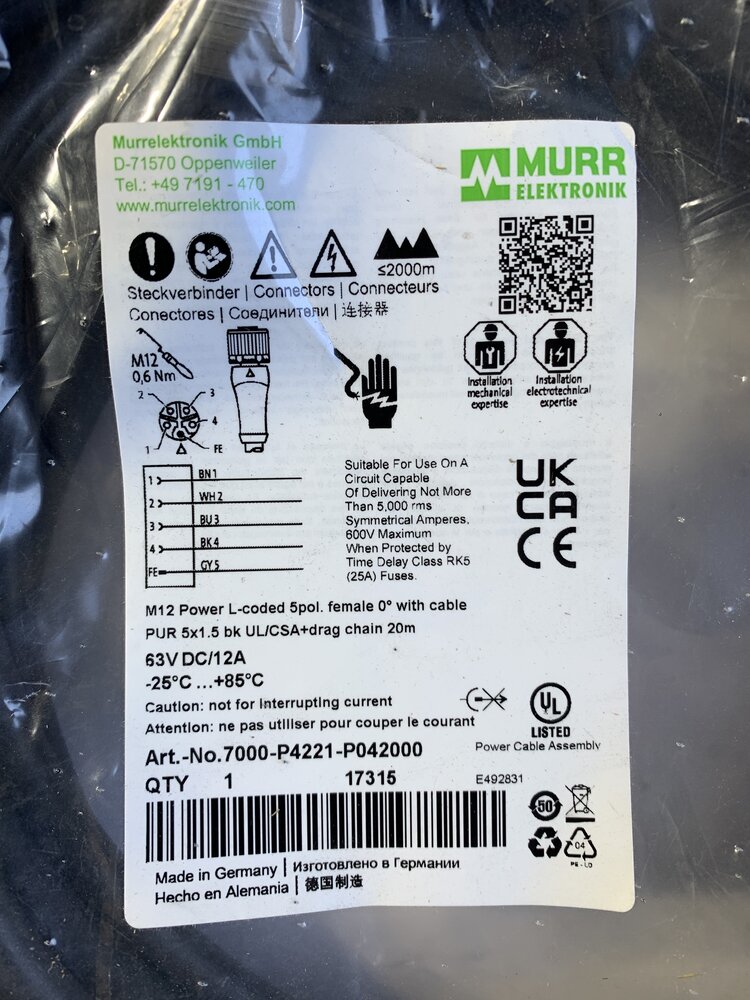 Murrelektronik GmbH
D-71570 Oppenweiler
Tel.: +49 7191 - 470
www.murrelektronik.com
MURR
ELEKTRONIK
≤2000m
Steckverbinder | Connectors | Connecteurs
Conectores | Соединители | 连接器
M12
0,6 Nm
2
3
4
1
FE
Installation
mechanical
expertise
Installation
electrotechnical
expertise
1 BN 1
2 WH 2
3 BU 3
4 BK 4
FE GY 5
Suitable For Use On A
Circuit Capable
Of Delivering Not More
Than 5,000 rms
Symmetrical Amperes,
600V Maximum
When Protected by
Time Delay Class RK5
(25A) Fuses.
UK
CA
CE
M12 Power L-coded 5pol. female 0° with cable
PUR 5x1.5 bk UL/CSA+drag chain 20m
63V DC/12A
-25°C ...+85°C
Caution: not for interrupting current
Attention: ne pas utiliser pour couper le courant
UL
LISTED
Power Cable Assembly
E492831
Art.-No.7000-P4221-P042000
QTY 1 17315
50
04
PE-LD
Made in Germany | Изготовлено в Германии
Hecho en Alemania | 德国制造